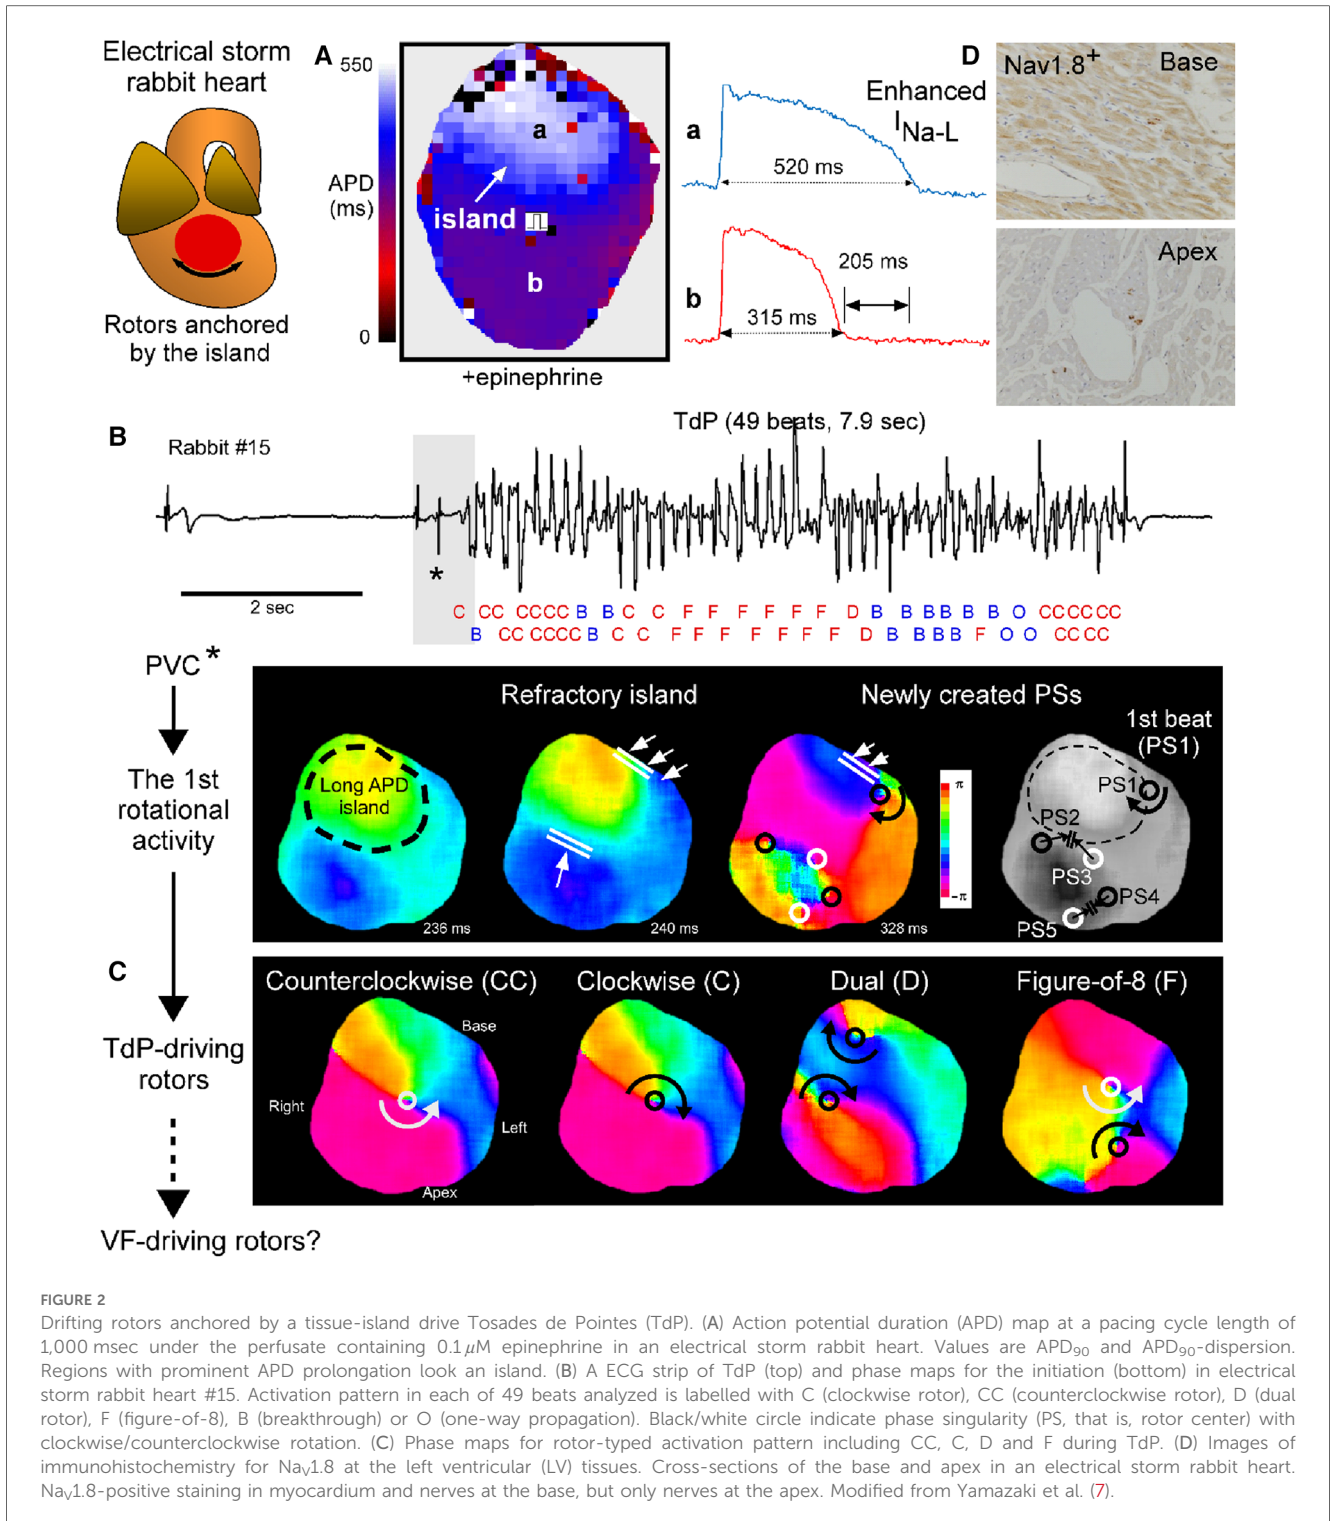 Electrical storm
rabbit heart
Rotors anchored
by the island
A
550
APD
(ms)
0
a
island
b
+epinephrine
a
Enhanced
INa-L
520 ms
b
205 ms
315 ms
D
Nav1.8+
Base
Apex
B
Rabbit #15
TdP (49 beats, 7.9 sec)
*
2 sec
C CC CCCC B B C C F F F F F F D B B B B B B O CCCCCC
B CC CCCC B C C F F F F F F F D B B B B F O O CCCC
PVC*
The 1st
rotational
activity
Refractory island
Newly created PSs
Long APD
island
236 ms
240 ms
328 ms
π
-π
1st beat
(PS1)
PS1
PS2
PS3
PS4
PS5
C
TdP-driving
rotors
VF-driving rotors?
Counterclockwise (CC)
Clockwise (C)
Dual (D)
Figure-of-8 (F)
Base
Right
Left
Apex
FIGURE 2
Drifting rotors anchored by a tissue-island drive Tosades de Pointes (TdP). (A) Action potential duration (APD) map at a pacing cycle length of
1,000 msec under the perfusate containing 0.1 μM epinephrine in an electrical storm rabbit heart. Values are APD90 and APD90-dispersion.
Regions with prominent APD prolongation look an island. (B) A ECG strip of TdP (top) and phase maps for the initiation (bottom) in electrical
storm rabbit heart #15. Activation pattern in each of 49 beats analyzed is labelled with C (clockwise rotor), CC (counterclockwise rotor), D (dual
rotor), F (figure-of-8), B (breakthrough) or O (one-way propagation). Black/white circle indicate phase singularity (PS, that is, rotor center) with
clockwise/counterclockwise rotation. (C) Phase maps for rotor-typed activation pattern including CC, C, D and F during TdP. (D) Images of
immunohistochemistry for NaV1.8 at the left ventricular (LV) tissues. Cross-sections of the base and apex in an electrical storm rabbit heart.
NaV1.8-positive staining in myocardium and nerves at the base, but only nerves at the apex. Modified from Yamazaki et al. (7).